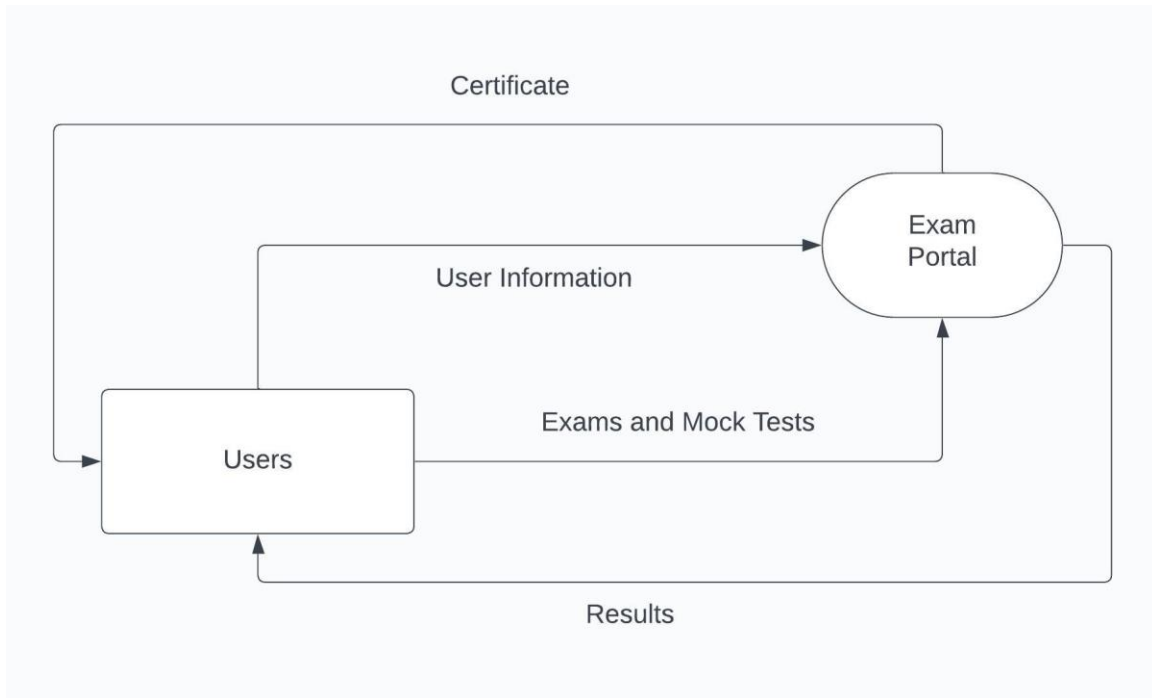 Certificate
Exam
Portal
User Information
Exams and Mock Tests
Users
Results